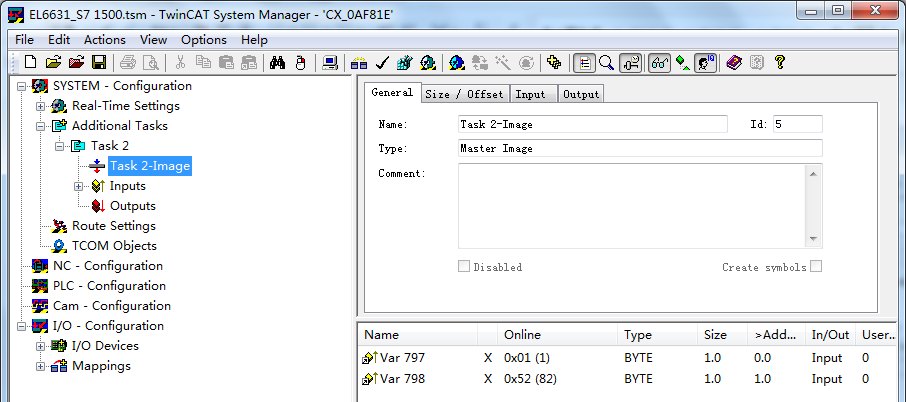 EL6631_S7 1500.tsm - TwinCAT System Manager - 'CX_0AF81E'
File Edit Actions View Options Help
SYSTEM - Configuration
Real-Time Settings
Additional Tasks
Task 2
Task 2-Image
Inputs
Outputs
Route Settings
TCOM Objects
NC - Configuration
PLC - Configuration
Cam - Configuration
I/O - Configuration
I/O Devices
Mappings
General Size / Offset Input Output
Name: Task 2-Image Id: 5
Type: Master Image
Comment:
Disabled Create symbols
Name Online Type Size >Add... In/Out User...
Var 797 X 0x01 (1) BYTE 1.0 0.0 Input 0
Var 798 X 0x52 (82) BYTE 1.0 1.0 Input 0